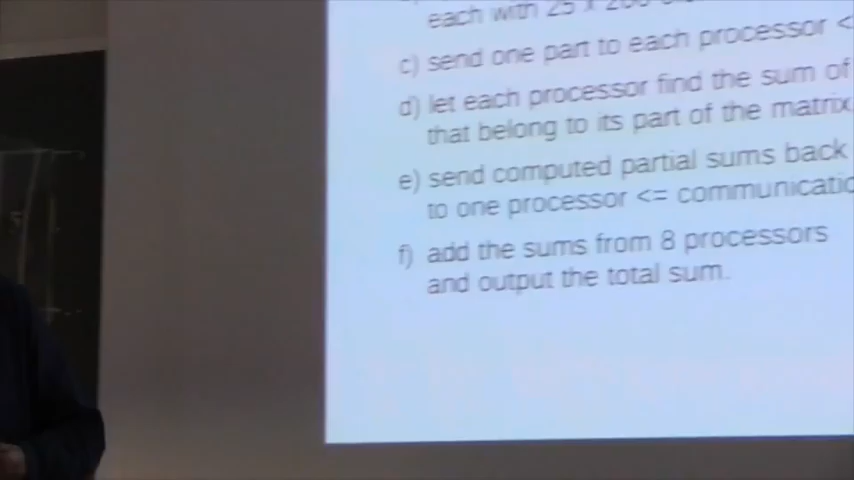 each with 25 x 200
c) send one part to each processor <
d) let each processor find the sum of
that belong to its part of the matrix
e) send computed partial sums back
to one processor <= communicatio
f) add the sums from 8 processors
and output the total sum.